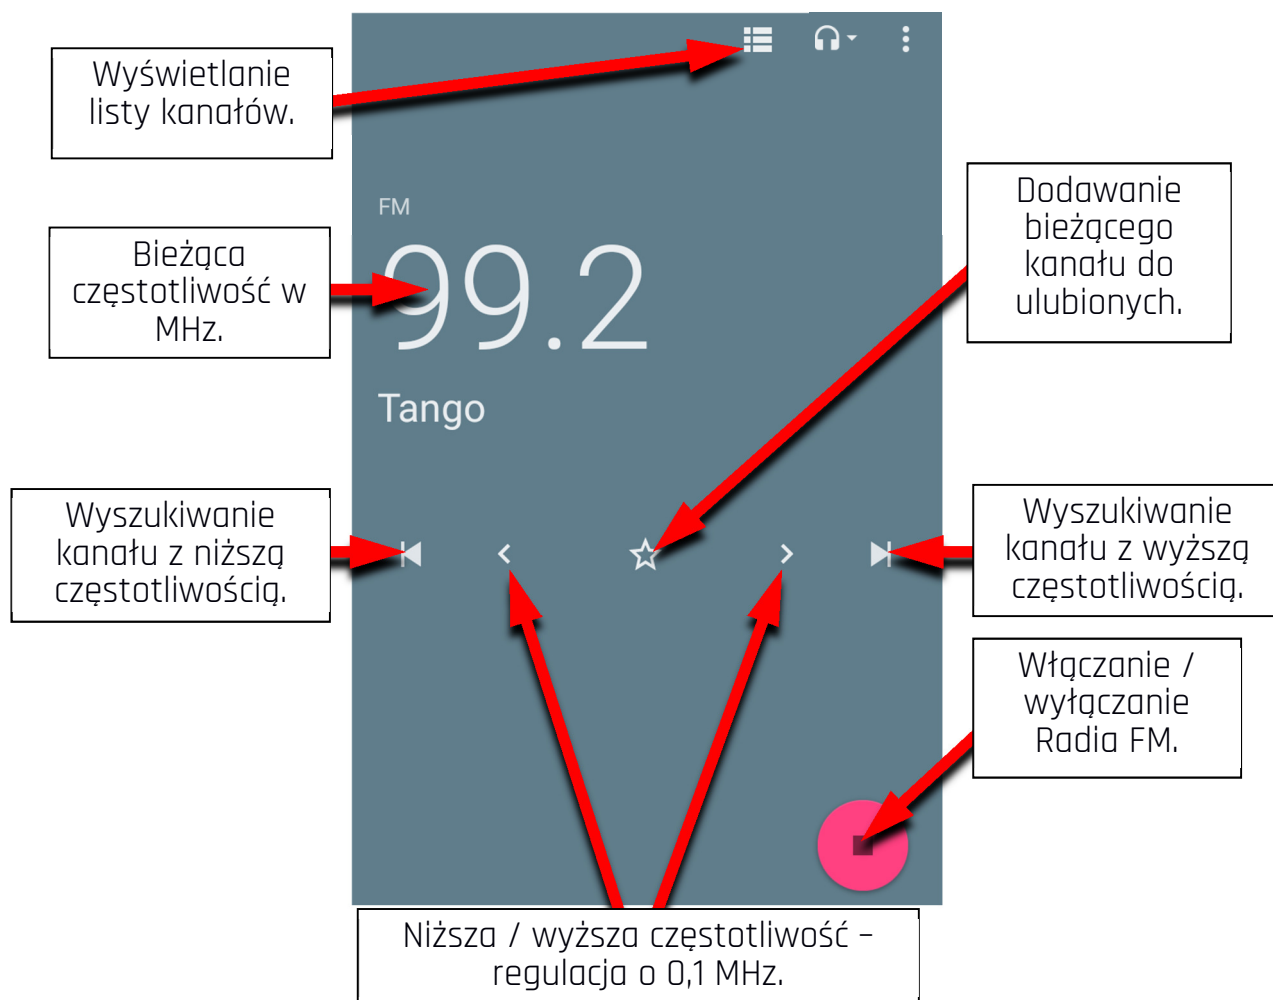 Wyświetlanie
listy kanałów.
FM
99.2
Tango
Bieżąca
częstotliwość w
MHz.
Dodawanie
bieżącego
kanału do
ulubionych.
Wyszukiwanie
kanału z niższą
częstotliwością.
Wyszukiwanie
kanału z wyższą
częstotliwością.
Włączanie /
wyłączanie
Radia FM.
Niższa / wyższa częstotliwość –
regulacja o 0,1 MHz.